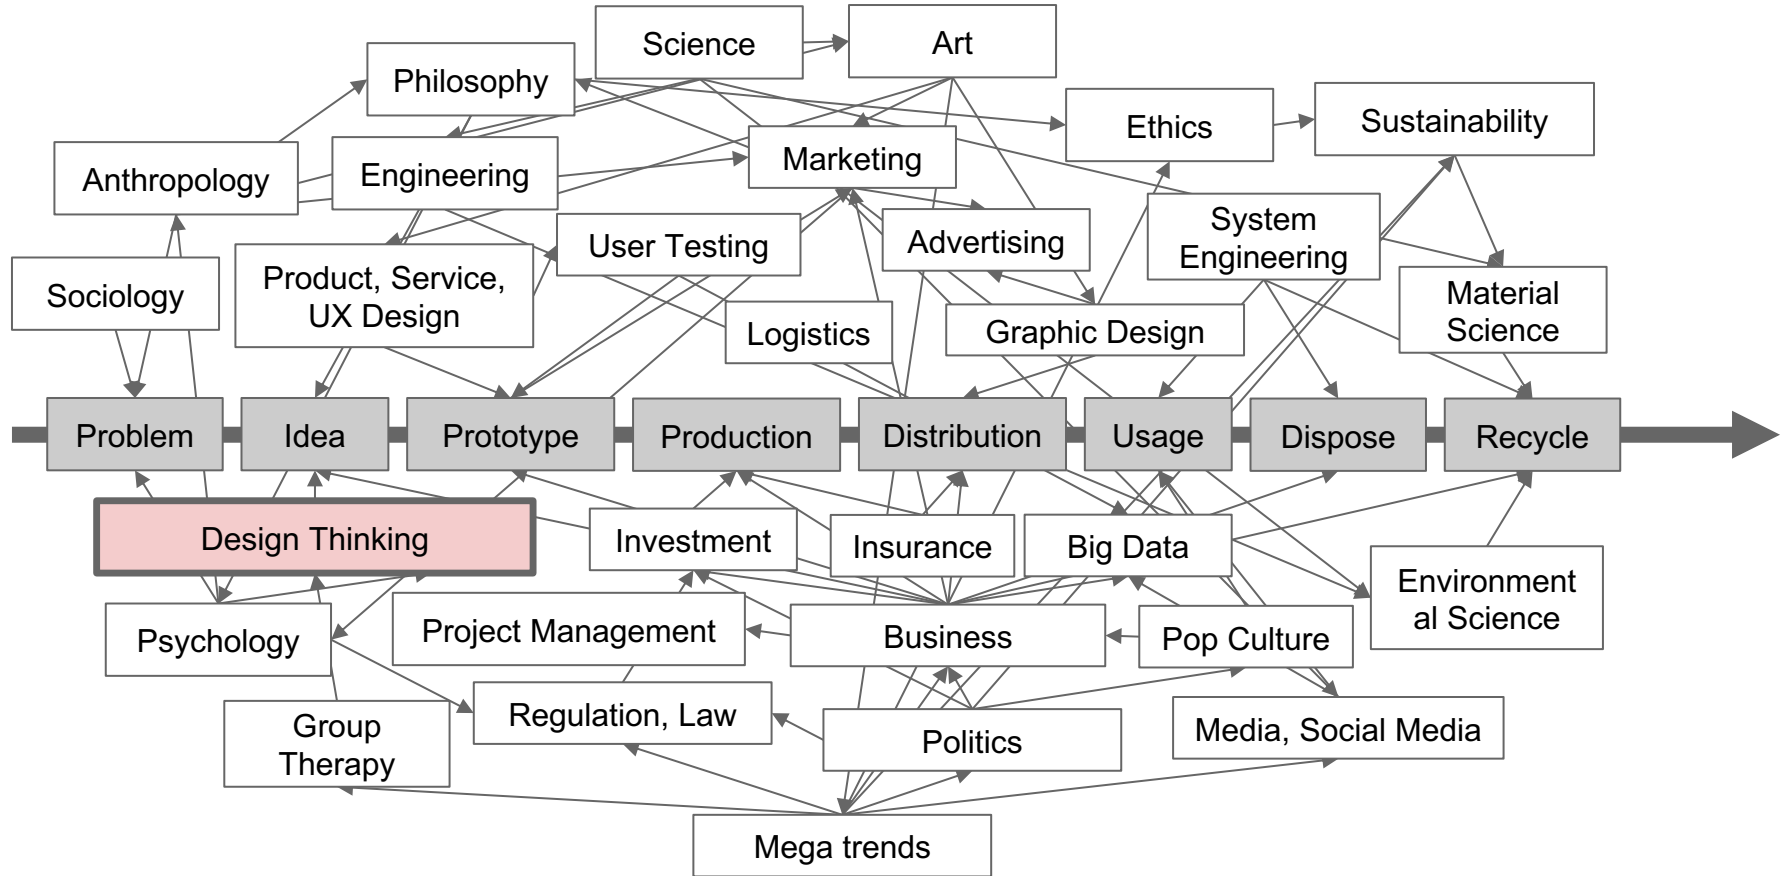 Science
Art
Philosophy
Ethics
Sustainability
Anthropology
Engineering
Marketing
User Testing
Advertising
System
Engineering
Sociology
Product, Service,
UX Design
Logistics
Graphic Design
Material
Science
Problem
Idea
Prototype
Production
Distribution
Usage
Dispose
Recycle
Design Thinking
Investment
Insurance
Big Data
Environment
al Science
Psychology
Project Management
Business
Pop Culture
Group
Therapy
Regulation, Law
Politics
Media, Social Media
Mega trends